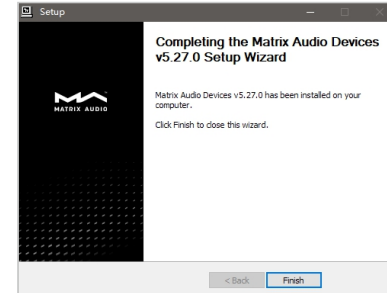 Setup
Completing the Matrix Audio Devices
v5.27.0 Setup Wizard
MATRIX AUDIO
Matrix Audio Devices v5.27.0 has been installed on your
computer.
Click Finish to close this wizard.
< Back
Finish